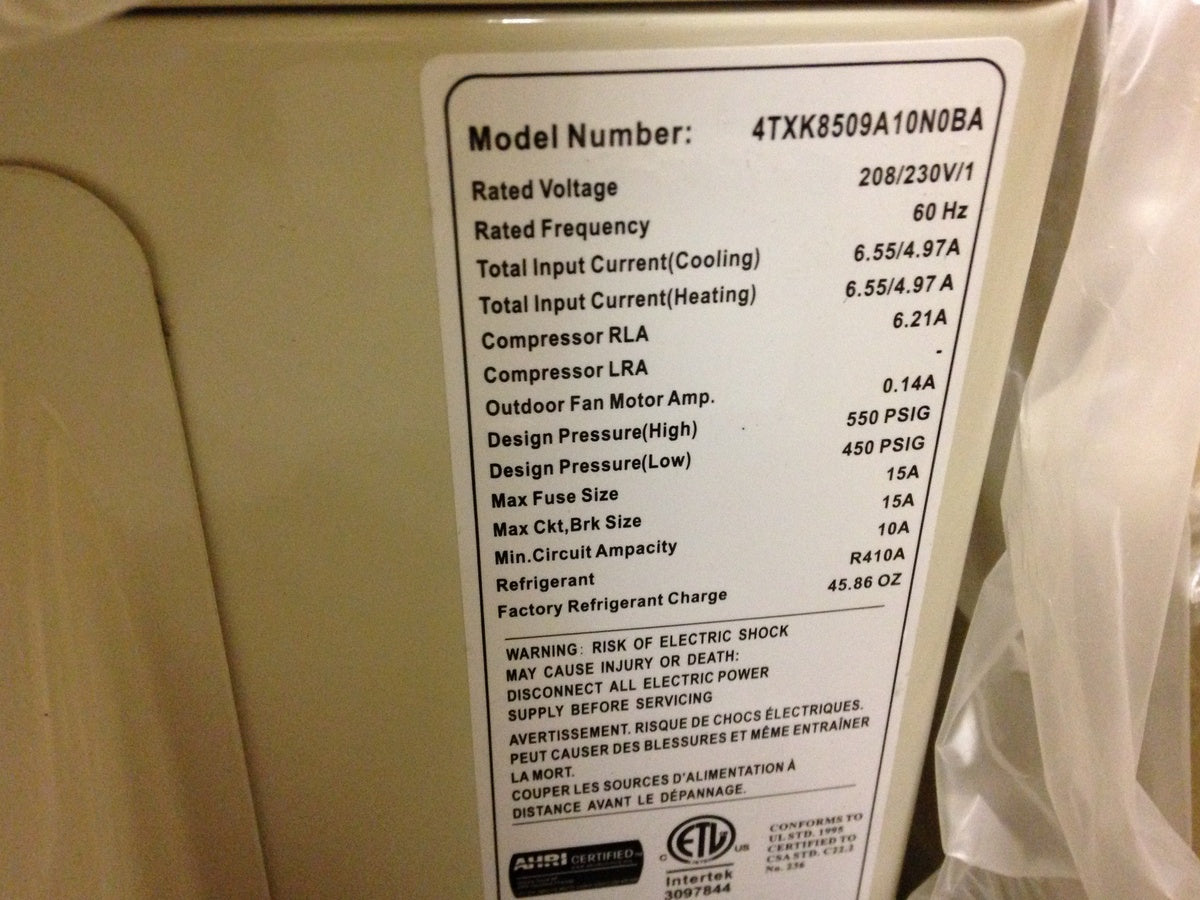 Model Number: 4TXK8509A10N0BA
Rated Voltage 208/230V/1
Rated Frequency 60 Hz
Total Input Current(Cooling) 6.55/4.97A
Total Input Current(Heating) 6.55/4.97 A
Compressor RLA 6.21A
Compressor LRA -
Outdoor Fan Motor Amp. 0.14A
Design Pressure(High) 550 PSIG
Design Pressure(Low) 450 PSIG
Max Fuse Size 15A
Max Ckt,Brk Size 15A
Min.Circuit Ampacity 10A
Refrigerant R410A
Factory Refrigerant Charge 45.86 OZ
WARNING: RISK OF ELECTRIC SHOCK
MAY CAUSE INJURY OR DEATH:
DISCONNECT ALL ELECTRIC POWER
SUPPLY BEFORE SERVICING
AVERTISSEMENT. RISQUE DE CHOCS ÉLECTRIQUES.
PEUT CAUSER DES BLESSURES ET MÊME ENTRAÎNER
LA MORT.
COUPER LES SOURCES D'ALIMENTATION À
DISTANCE AVANT LE DÉPANNAGE.
AHRI CERTIFIED
C ETL US
Intertek
3097844
CONFORMS TO
UL STD. 1995
CERTIFIED TO
CSA STD. C22.2
No. 236